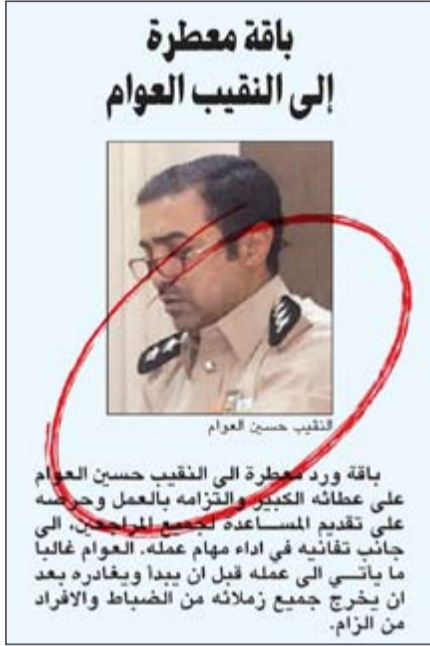 باقة معطرة
إلى النقيب العوام
النقيب حسين العوام
باقة ورد معطرة الى النقيب حسين العوام
على عطائه الكبير والتزامه بالعمل وحرصه
على تقديم المساعده لجميع المراجعين، الى
جانب تفانيه في اداء مهام عمله. العوام غالبا
ما يأتي الى عمله قبل ان يبدأ ويغادره بعد
ان يخرج جميع زملائه من الضباط والافراد
من الزام.